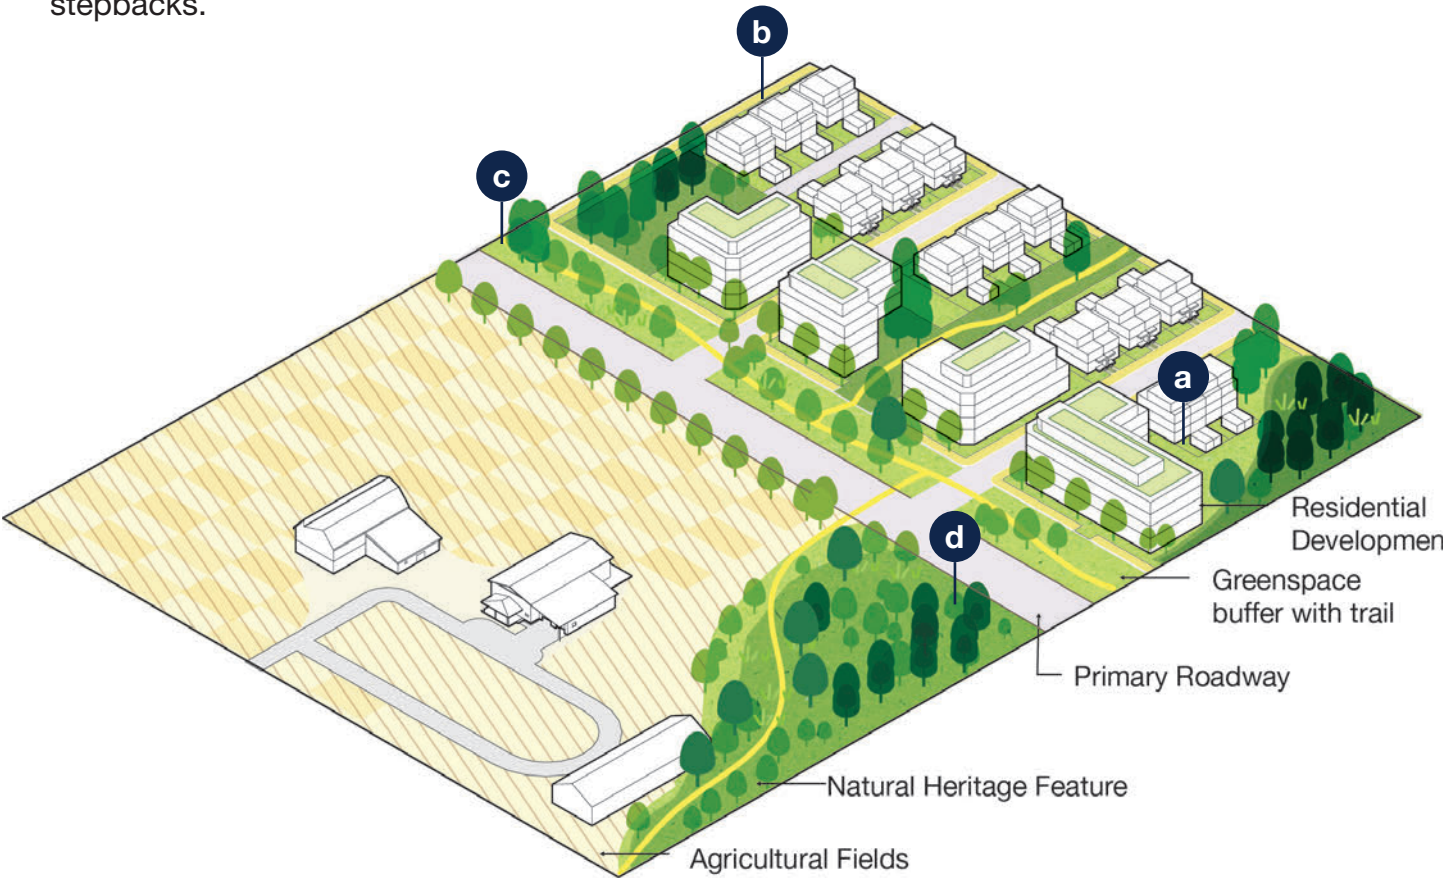 stepbacks.
b
c
a
d
Residential
Developmen
Greenspace
buffer with trail
Primary Roadway
Natural Heritage Feature
Agricultural Fields